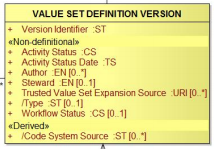 VALUE SET DEFINITION VERSION
+ Version Identifier :ST
«Non-definitional»
+ Activity Status :CS
+ Activity Status Date :TS
+ Author :EN [0..*]
+ Steward :EN [0..1]
+ Trusted Value Set Expansion Source :URI [0..*]
+ /Type :ST [0..1]
+ Workflow Status :CS [0..1]
«Derived»
+ /Code System Source :ST [0..*]